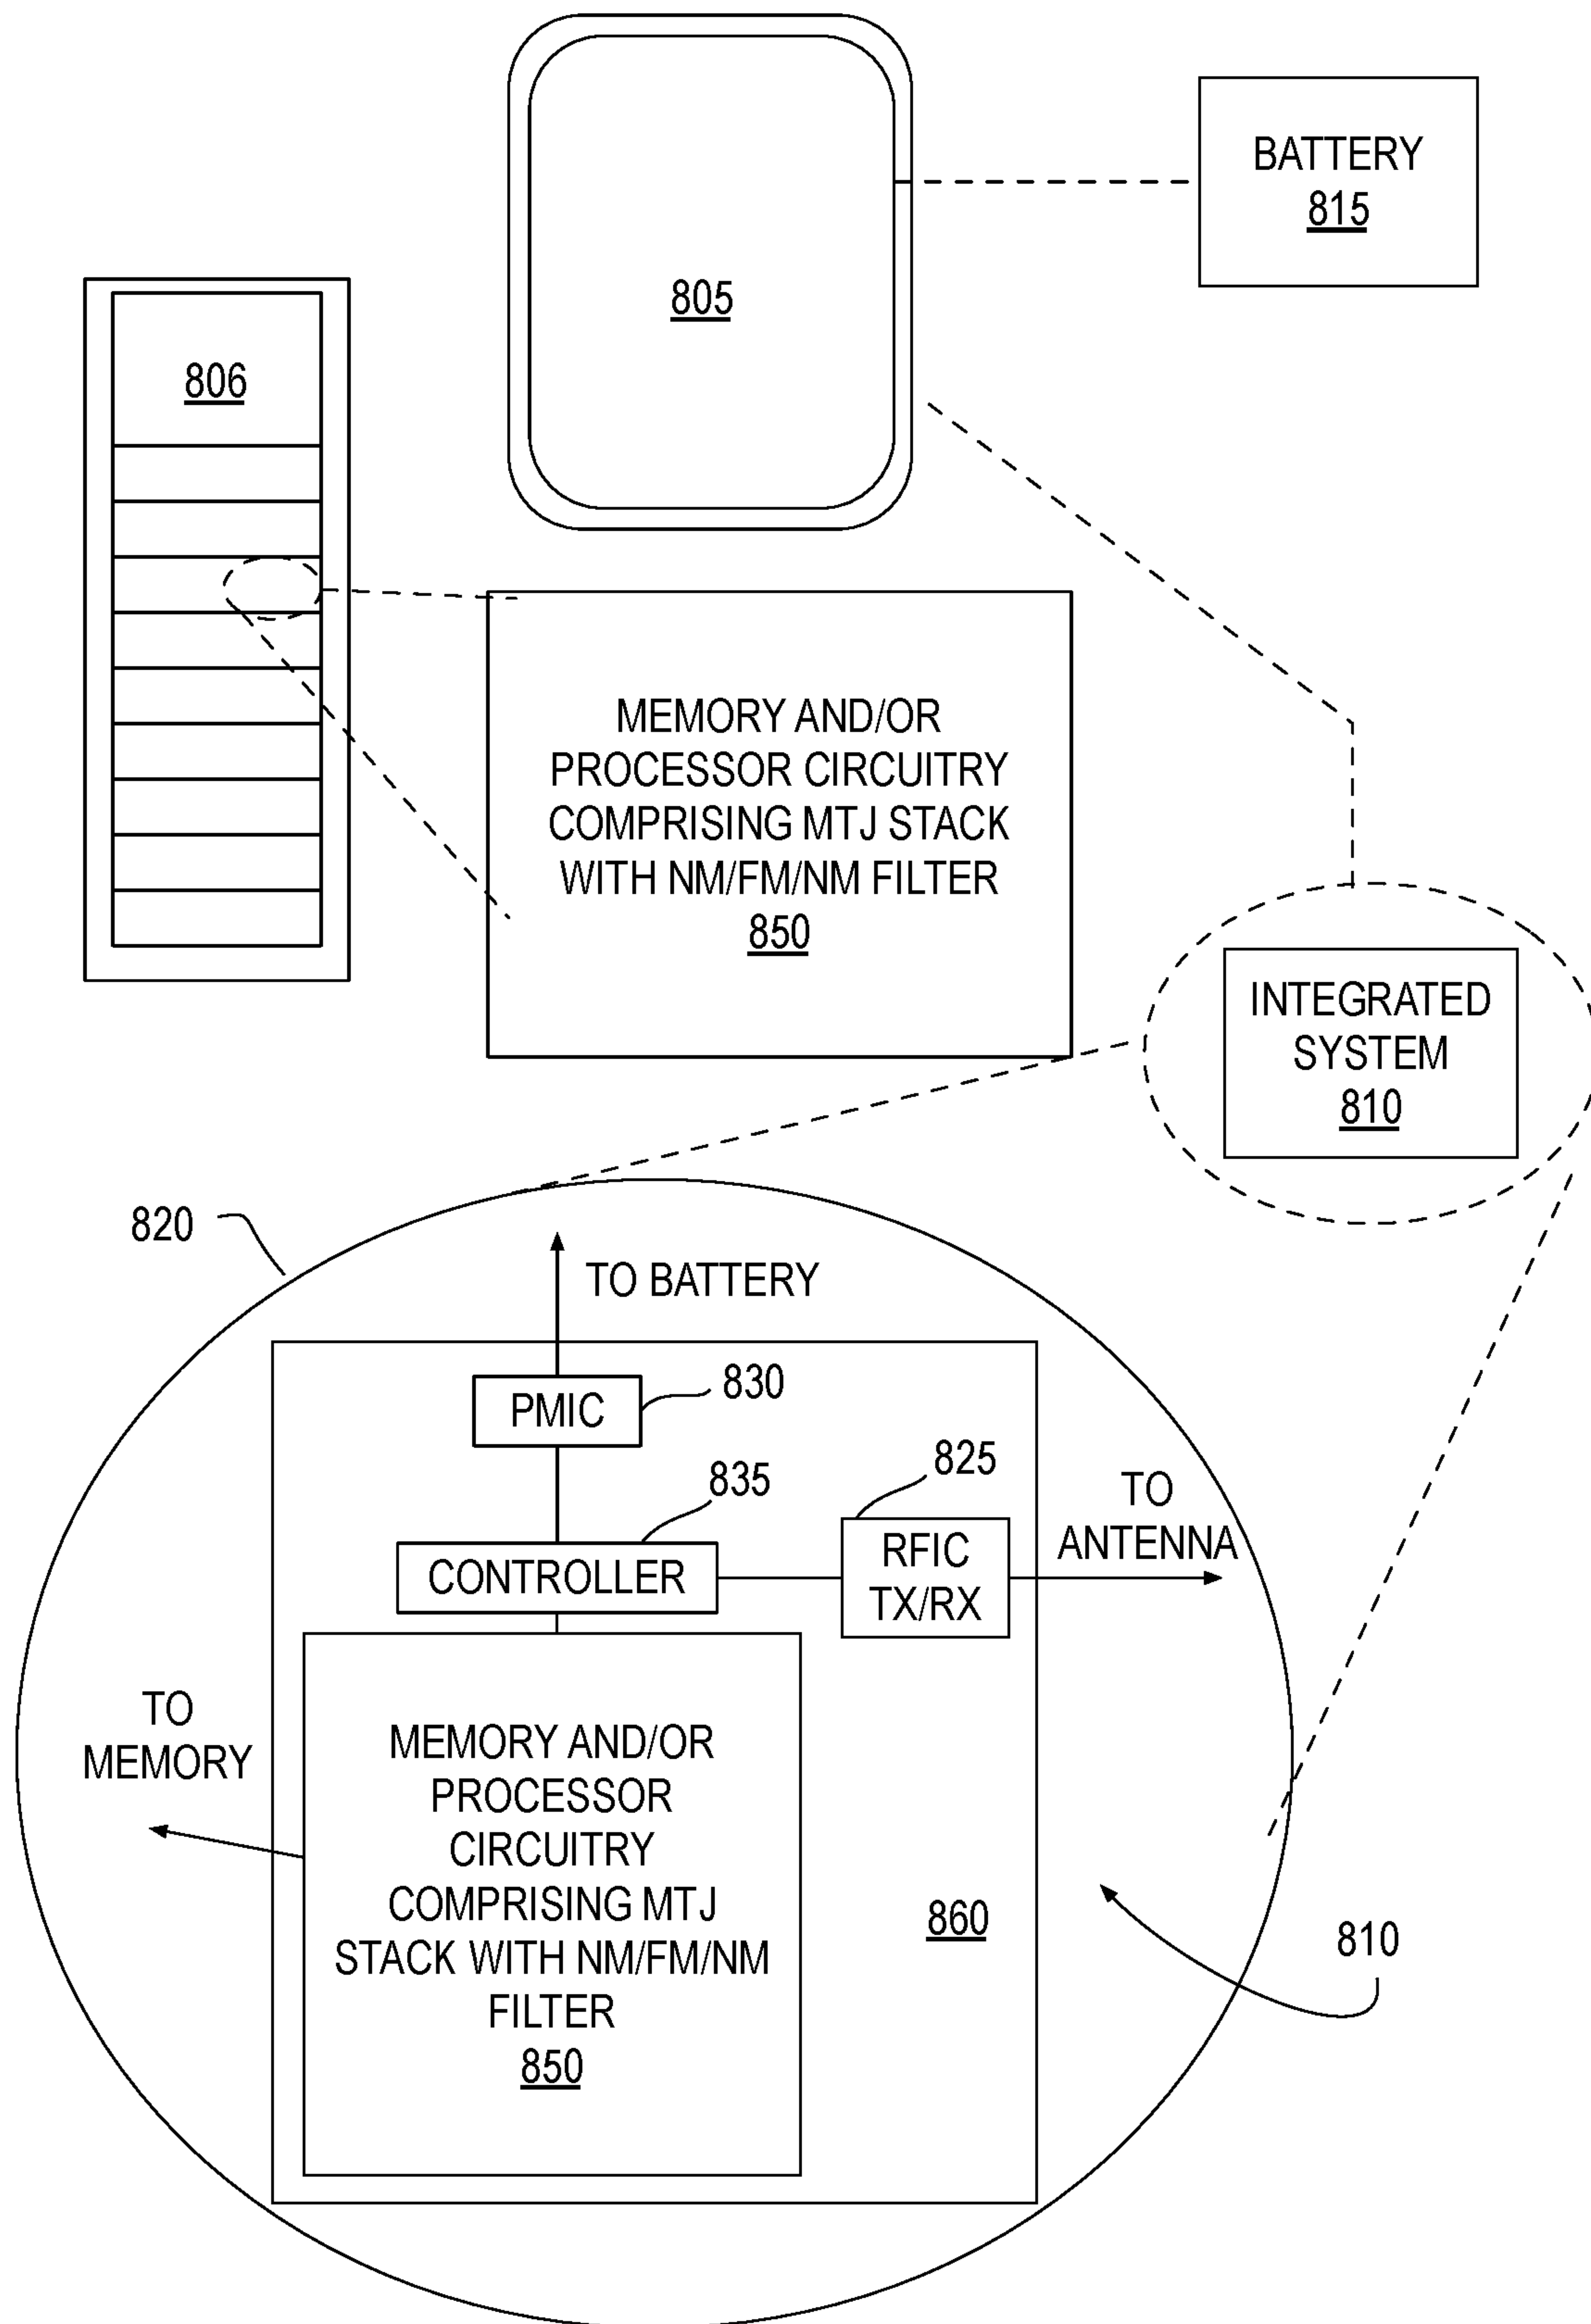 BATTERY
815
805
806
MEMORY AND/OR
PROCESSOR CIRCUITRY
COMPRISING MTJ STACK
WITH NM/FM/NM FILTER
850
INTEGRATED
SYSTEM
810
820
TO BATTERY
PMIC
830
835
825
CONTROLLER
RFIC
TX/RX
TO
ANTENNA
TO
MEMORY
MEMORY AND/OR
PROCESSOR
CIRCUITRY
COMPRISING MTJ
STACK WITH NM/FM/NM
FILTER
850
860
810